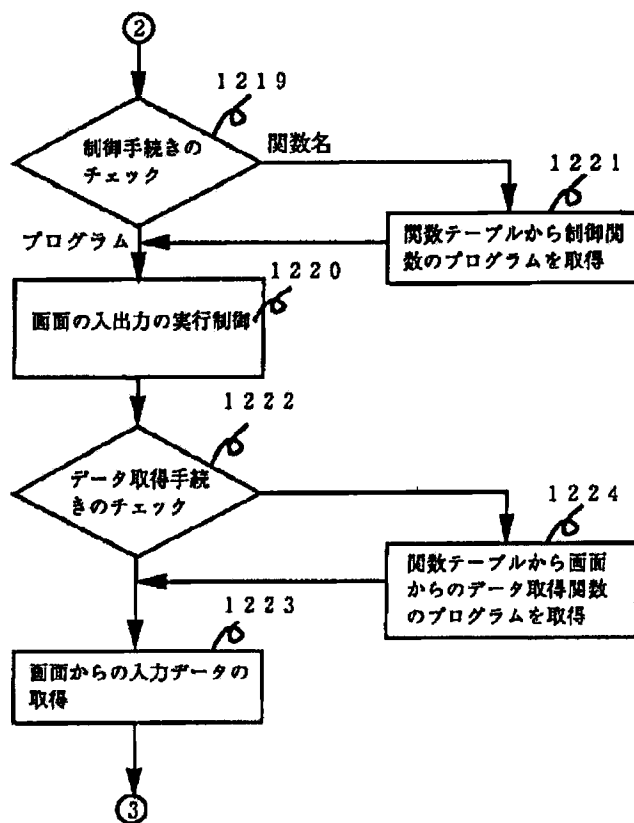 ②
1219
制御手続きの
チェック
関数名
1221
関数テーブルから制御関
数のプログラムを取得
プログラム
1220
画面の入出力の実行制御
1222
データ取得手続
きのチェック
1224
関数テーブルから画面
からのデータ取得関数
のプログラムを取得
1223
画面からの入力データの
取得
③